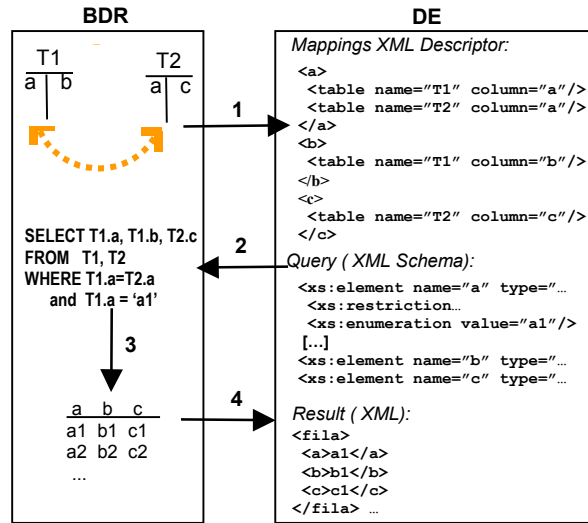 BDR
T1
a b
T2
a c
1
SELECT T1.a, T1.b, T2.c
FROM T1, T2
WHERE T1.a=T2.a
and T1.a = ‘a1’
2
3
a b c
a1 b1 c1
a2 b2 c2
...
4
DE
Mappings XML Descriptor:
<a>
<table name=”T1” column=”a”/>
<table name=”T2” column=”a”/>
</a>
<b>
<table name=”T1” column=”b”/>
</b>
<c>
<table name=”T2” column=”c”/>
</c>
Query ( XML Schema):
<xs:element name=”a” type=”…
<xs:restriction…
<xs:enumeration value=”a1”/>
[…]
<xs:element name=”b” type=”…
<xs:element name=”c” type=”…
Result ( XML):
<fila>
<a>a1</a>
<b>b1</b>
<c>c1</c>
</fila> …